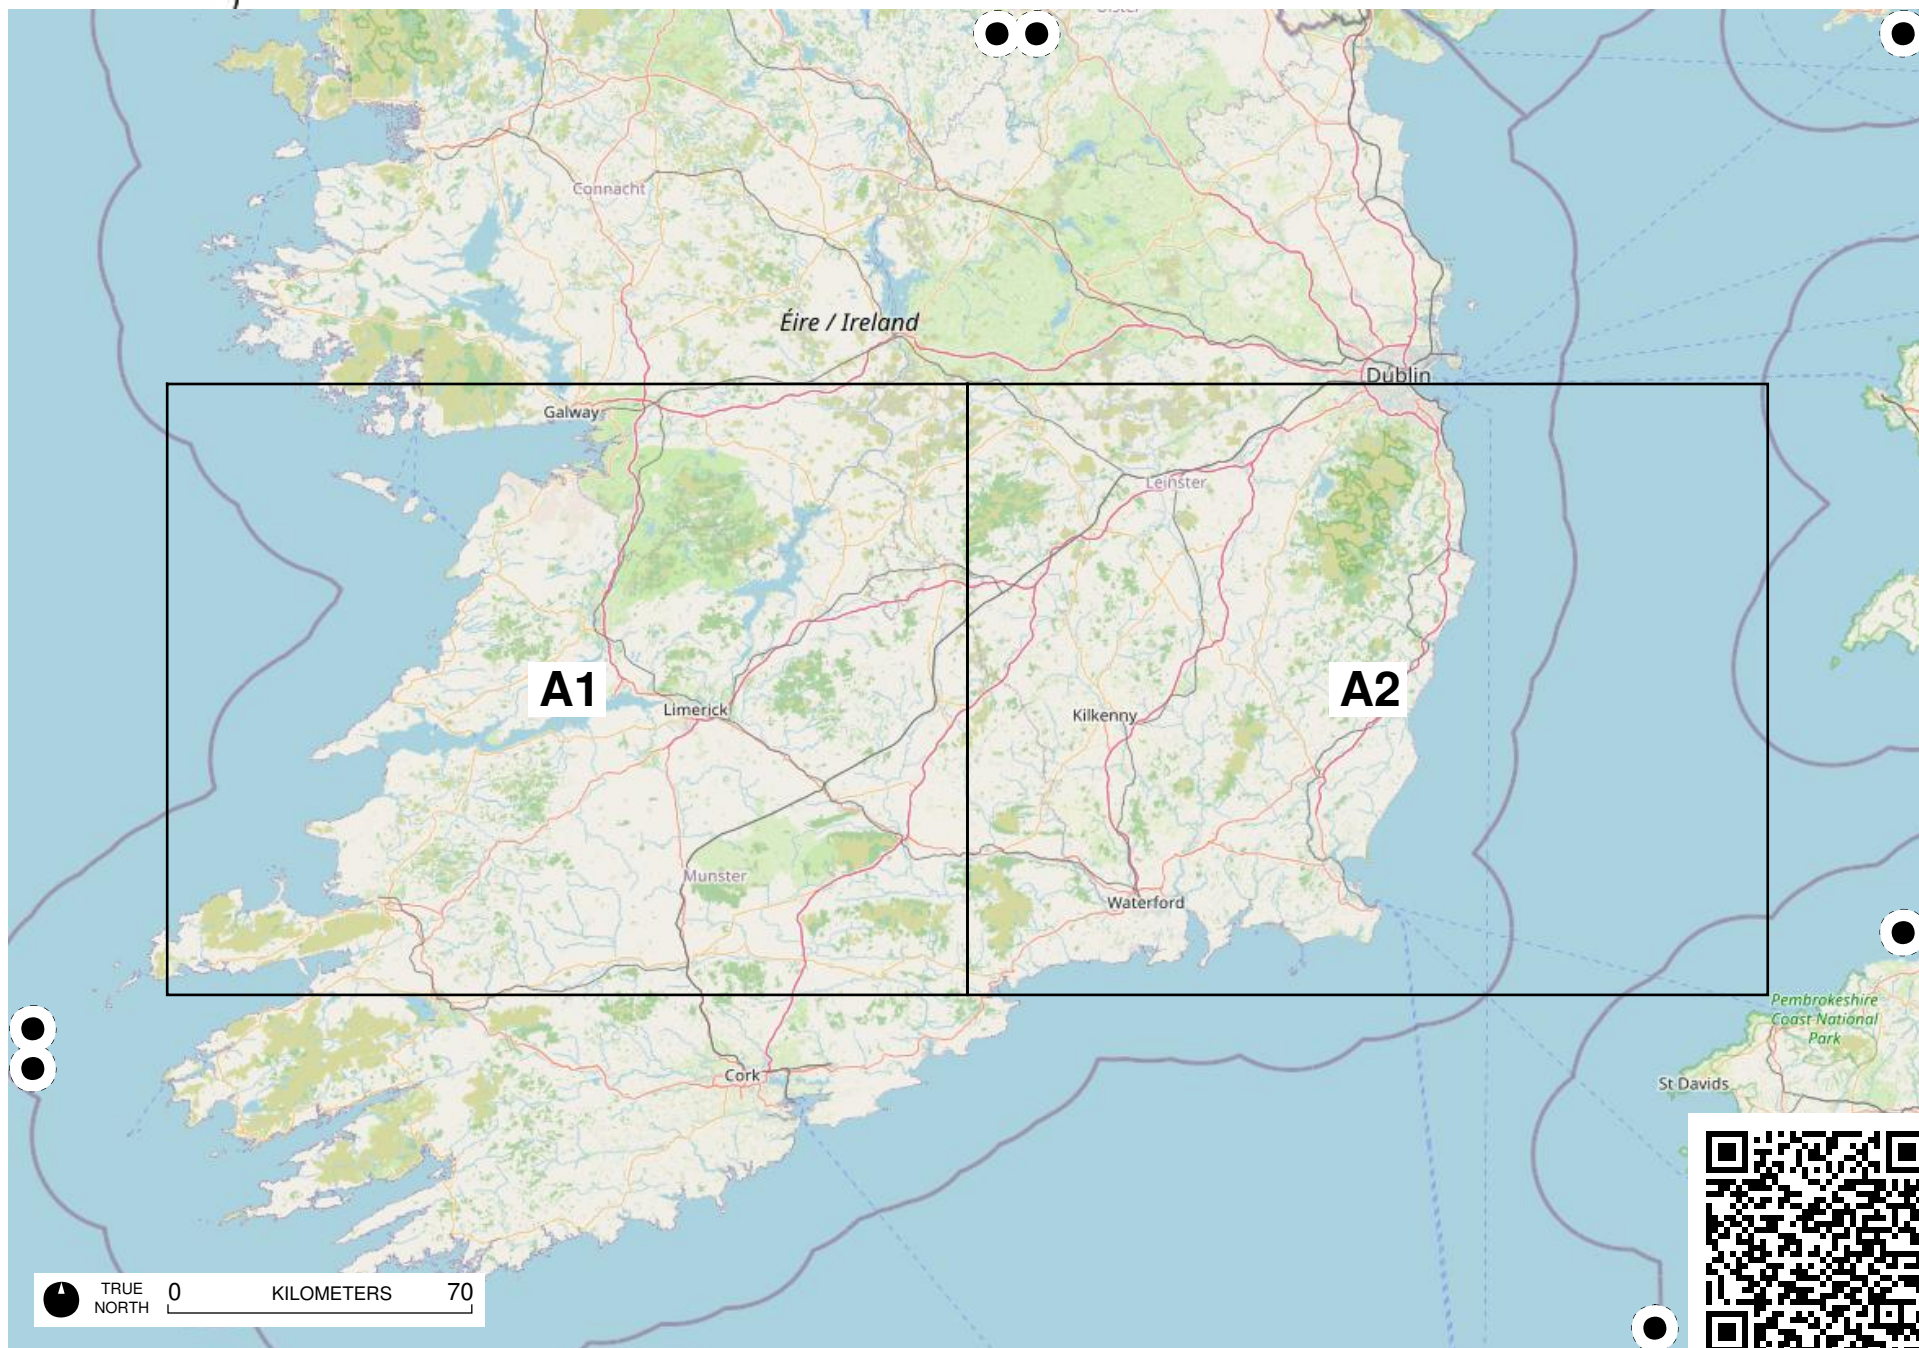 Connacht
Éire / Ireland
Dublin
Galway
Leinster
A1
A2
Limerick
Kilkenny
Munster
Waterford
Pembrokeshire
Coast National
Park
Cork
St Davids
TRUE
NORTH
0
KILOMETERS
70